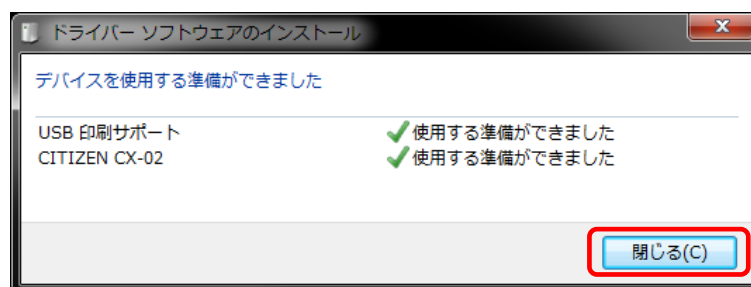 ドライバー ソフトウェアのインストール
デバイスを使用する準備ができました
USB 印刷サポート 使用する準備ができました
CITIZEN CX-02 使用する準備ができました
閉じる(C)